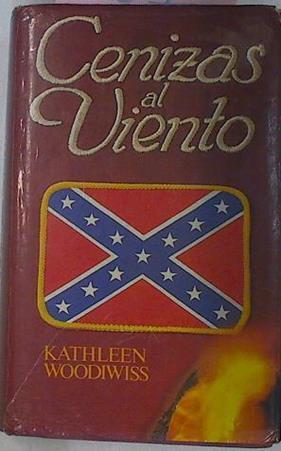 Cenizas
al
Viento
KATHLEEN
WOODIWISS